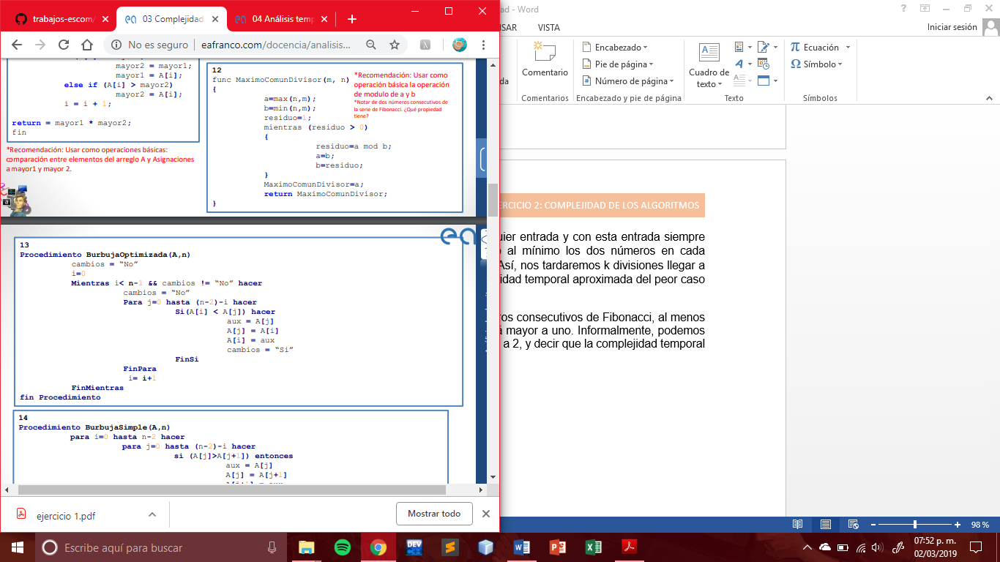 trabajos-escom/
03 Complejidad
04 Análisis temp
No es seguro
eafranco.com/docencia/analisis...
mayor2 = mayor1;
mayor1 = A[i];
else if (A[i] > mayor2)
mayor2 = A[i];
i = i + 1;
return = mayor1 * mayor2;
fin
*Recomendación: Usar como operaciones básicas:
comparación entre elementos del arreglo A y Asignaciones
a mayor1 y mayor 2.
12
func MaximoComunDivisor(m, n)
{
a=max(n,m);
b=min(n,m);
residuo=1;
mientras (residuo > 0)
{
residuo=a mod b;
a=b;
b=residuo;
}
MaximoComunDivisor=a;
return MaximoComunDivisor;
}
*Recomendación: Usar como
operación básica la operación
de modulo de a y b
*Notar de dos números consecutivos de
la serie de Fibonacci. ¿Qué propiedad
tiene?
13
Procedimiento BurbujaOptimizada(A,n)
cambios = “No”
i=0
Mientras i< n-1 && cambios != “No” hacer
cambios = “No”
Para j=0 hasta (n-2)-i hacer
Si(A[i] < A[j]) hacer
aux = A[j]
A[j] = A[i]
A[i] = aux
cambios = “Si”
FinSi
FinPara
i= i+1
FinMientras
fin Procedimiento
14
Procedimiento BurbujaSimple(A,n)
para i=0 hasta n-2 hacer
para j=0 hasta (n-2)-i hacer
si (A[j]>A[j+1]) entonces
aux = A[j]
A[j] = A[j+1]
ejercicio 1.pdf
Mostrar todo
ad - Word
SAR
VISTA
Iniciar sesión
Comentario
Comentarios
Encabezado
Pie de página
Número de página
Encabezado y pie de página
Cuadro de
texto
Texto
Ecuación
Símbolo
Símbolos
ERCICIO 2: COMPLEJIDAD DE LOS ALGORITMOS
uier entrada y con esta entrada siempre
al mínimo los dos números en cada
Así, nos tardaremos k divisiones llegar a
idad temporal aproximada del peor caso
ros consecutivos de Fibonacci, al menos
á mayor a uno. Informalmente, podemos
a 2, y decir que la complejidad temporal
98 %
Escribe aquí para buscar
DEV
07:52 p. m.
02/03/2019